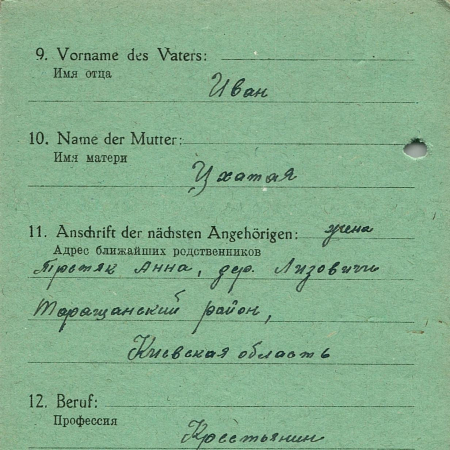 9. Vorname des Vaters:
Имя отца
Иван
10. Name der Mutter:
Имя матери
Ухатая
11. Anschrift der nächsten Angehörigen: жена
Адрес ближайших родственников
Третяк Анна, дер. Лизовичи
Таращанский район,
Киевская область
12. Beruf:
Профессия
Крестьянин